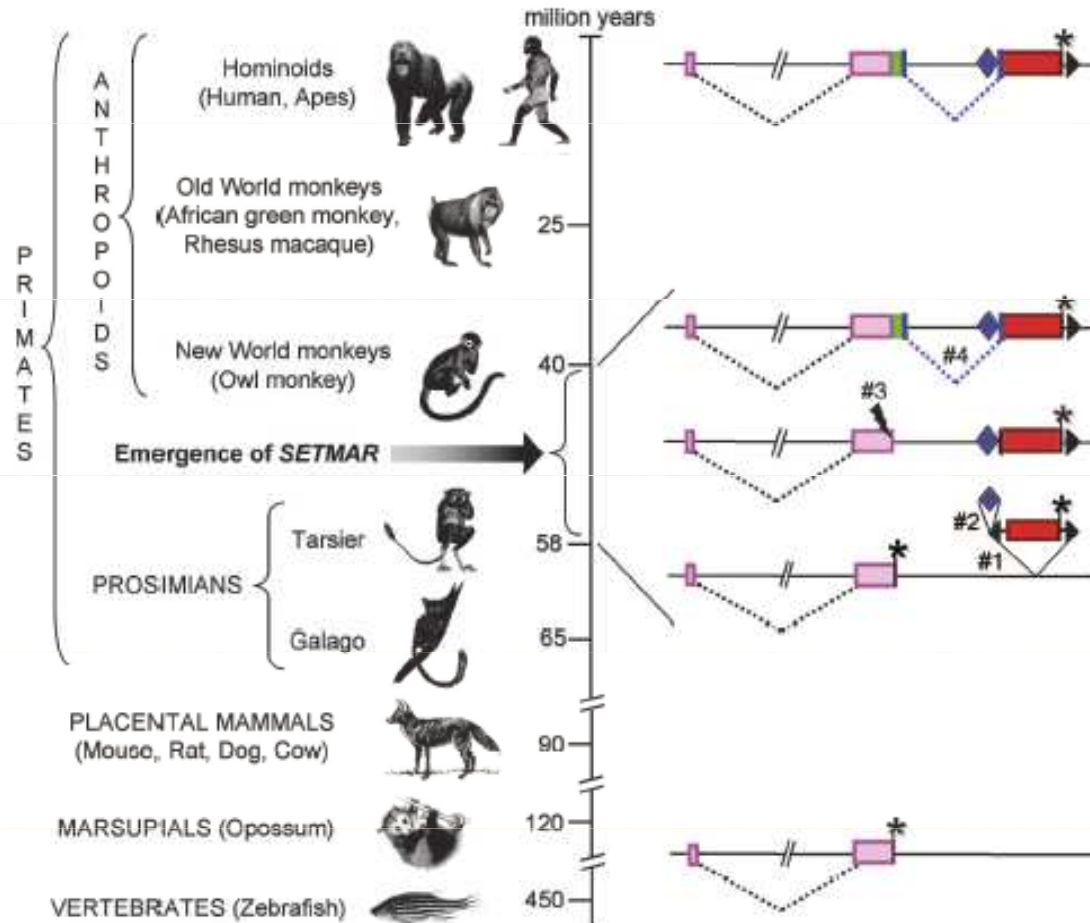 million years
PRIMATES
ANTHROPOIDS
Hominoids
(Human, Apes)
*
Old World monkeys
(African green monkey,
Rhesus macaque)
25
*
New World monkeys
(Owl monkey)
#4
40
#3
*
Emergence of SETMAR
#2
*
Tarsier
58
#1
*
PROSIMIANS
Galago
65
PLACENTAL MAMMALS
(Mouse, Rat, Dog, Cow)
90
MARSUPIALS (Opossum)
120
*
VERTEBRATES (Zebrafish)
450